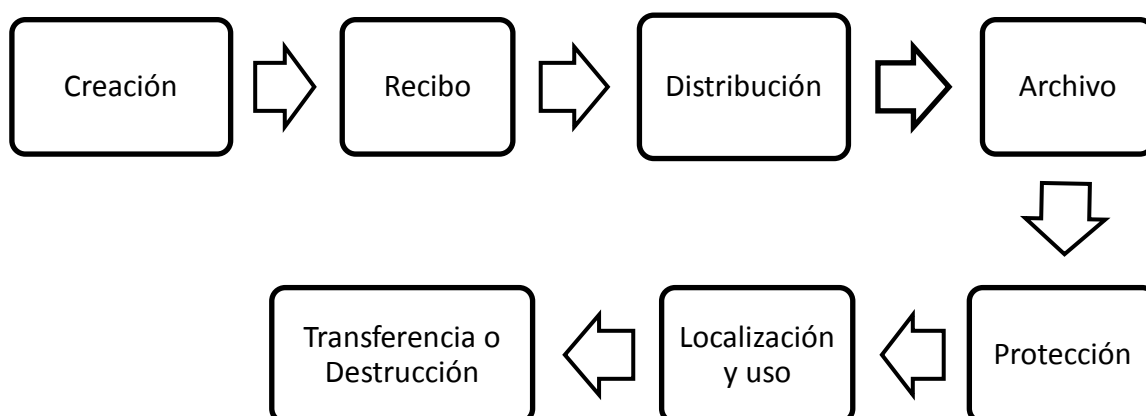 Creación
Recibo
Distribución
Archivo
Protección
Localización
y uso
Transferencia o
Destrucción